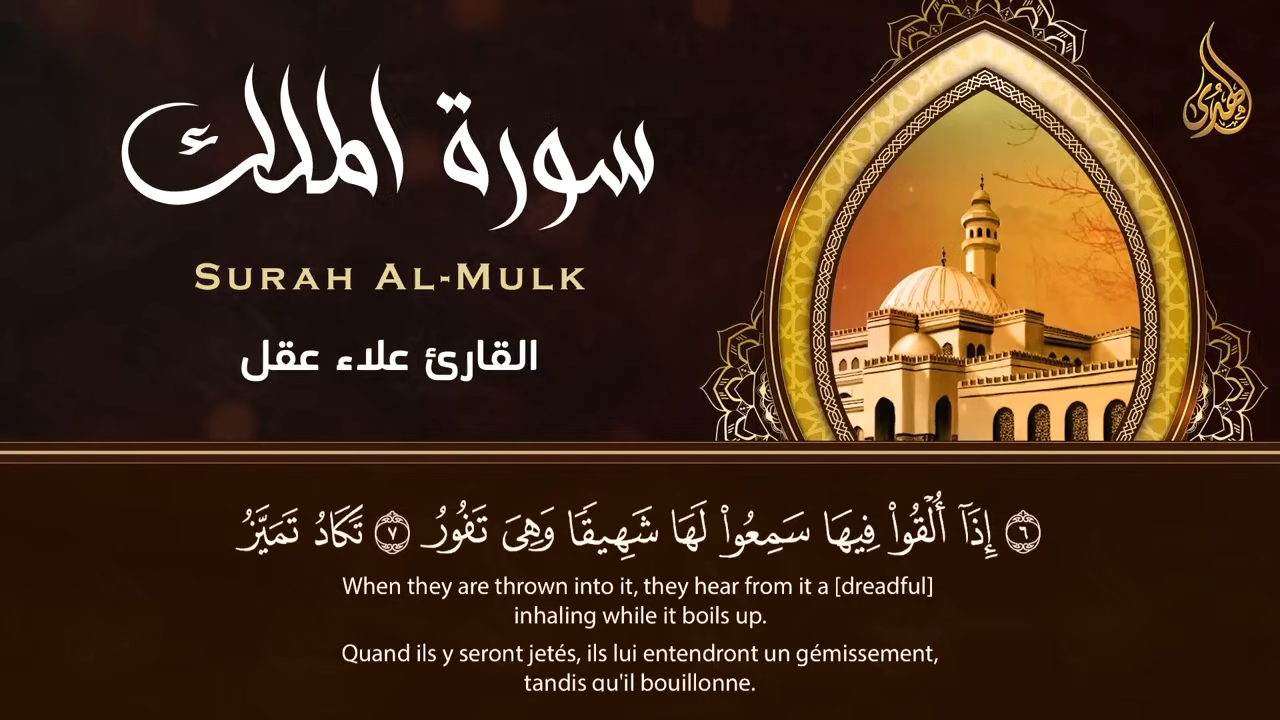 سورة الملك
SURAH AL-MULK
القارئ علاء عقل
الهدى
۝٦ إِذَآ أُلْقُوا۟ فِيهَا سَمِعُوا۟ لَهَا شَهِيقًا وَهِىَ تَفُورُ ۝٧ تَكَادُ تَمَيَّزُ
When they are thrown into it, they hear from it a [dreadful]
inhaling while it boils up.
Quand ils y seront jetés, ils lui entendront un gémissement,
tandis qu'il bouillonne.